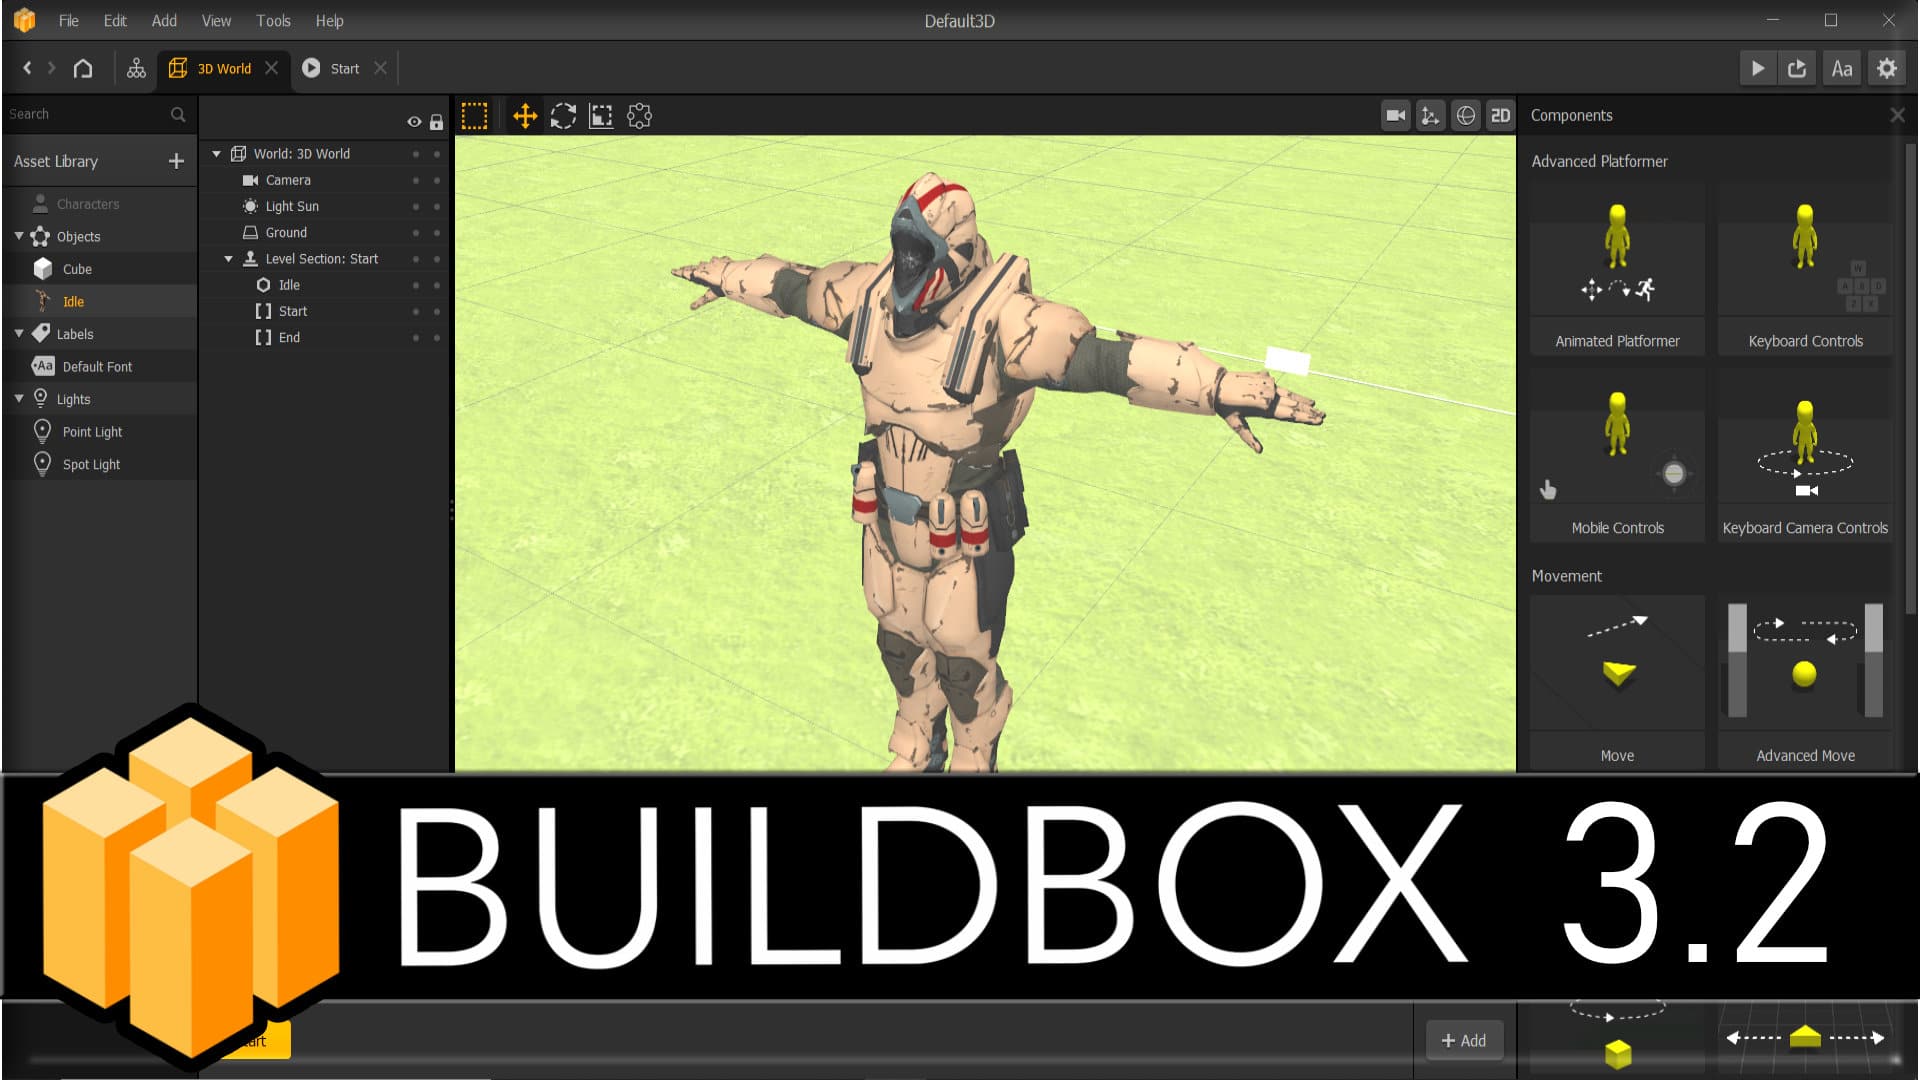 File Edit Add View Tools Help
Default3D
3D World
Start
Aa
Search
Asset Library
Characters
Objects
Cube
Idle
Labels
Aa
Default Font
Lights
Point Light
Spot Light
World: 3D World
Camera
Light Sun
Ground
Level Section: Start
Idle
Start
End
2D
Components
Advanced Platformer
Animated Platformer
W
A S D
Z X
Keyboard Controls
Mobile Controls
Keyboard Camera Controls
Movement
Move
Advanced Move
BUILDBOX 3.2
art
+ Add